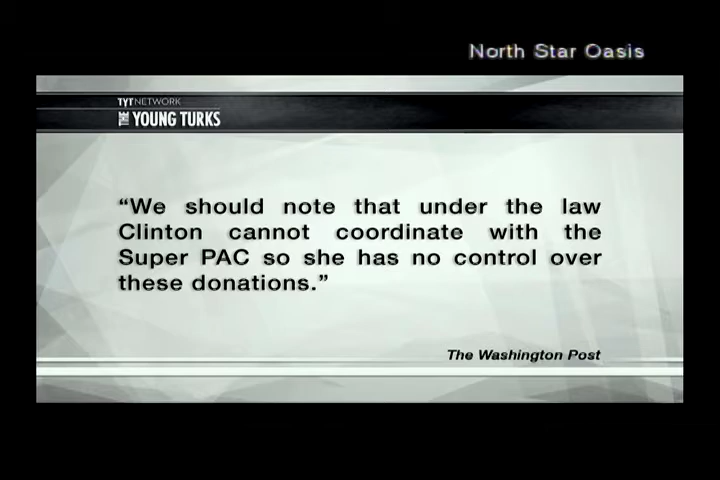 North Star Oasis
TYT NETWORK
THE YOUNG TURKS
“We should note that under the law
Clinton cannot coordinate with the
Super PAC so she has no control over
these donations.”
The Washington Post